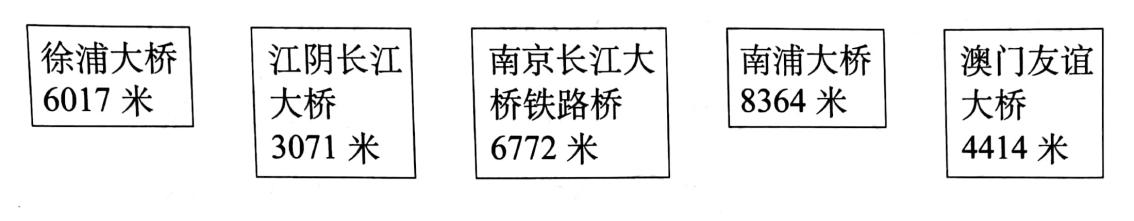 徐浦大桥
6017 米
江阴长江
大桥
3071 米
南京长江大
桥铁路桥
6772 米
南浦大桥
8364 米
澳门友谊
大桥
4414 米